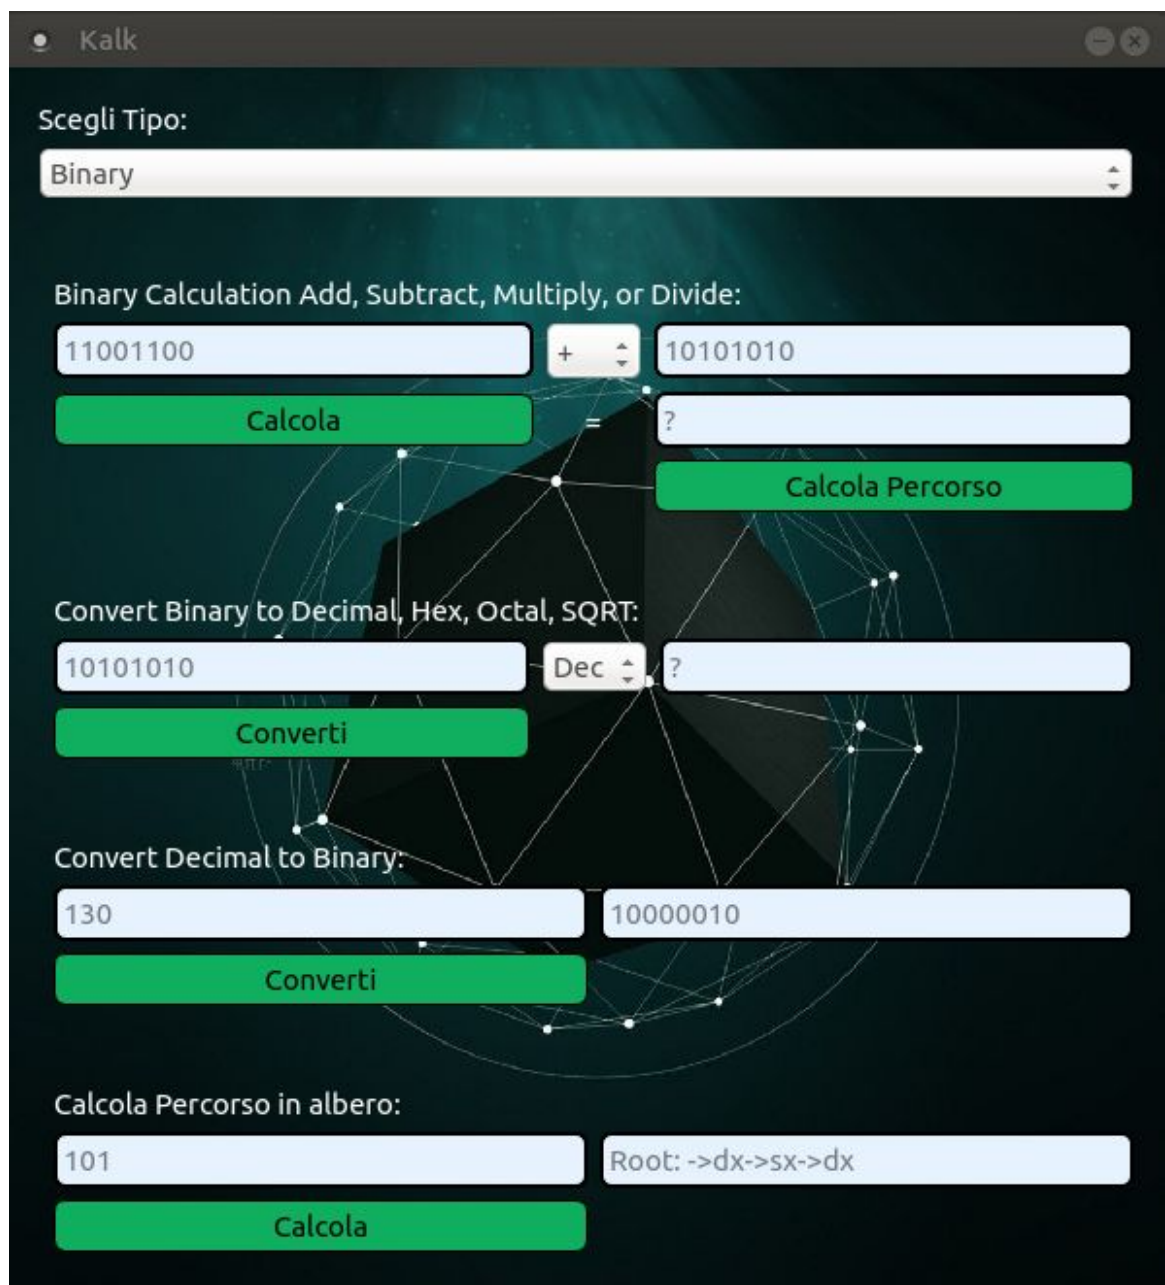 Kalk
Scegli Tipo:
Binary
Binary Calculation Add, Subtract, Multiply, or Divide:
11001100 + 10101010
Calcola = ?
Calcola Percorso
Convert Binary to Decimal, Hex, Octal, SQRT:
10101010 Dec ?
Converti
Convert Decimal to Binary:
130 10000010
Converti
Calcola Percorso in albero:
101 Root: ->dx->sx->dx
Calcola